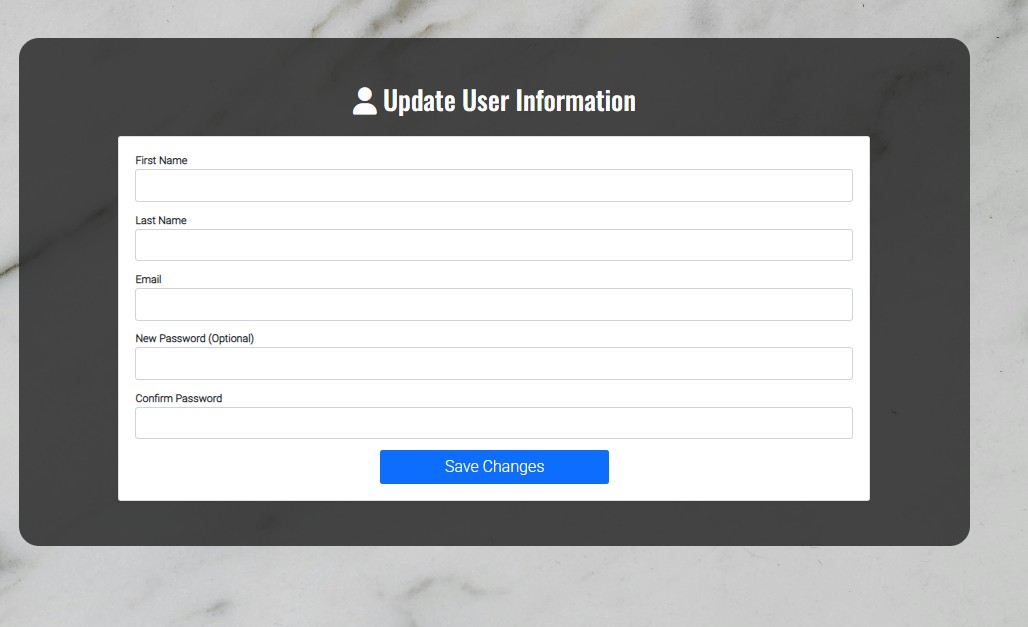 Update User Information
First Name
Last Name
Email
New Password (Optional)
Confirm Password
Save Changes